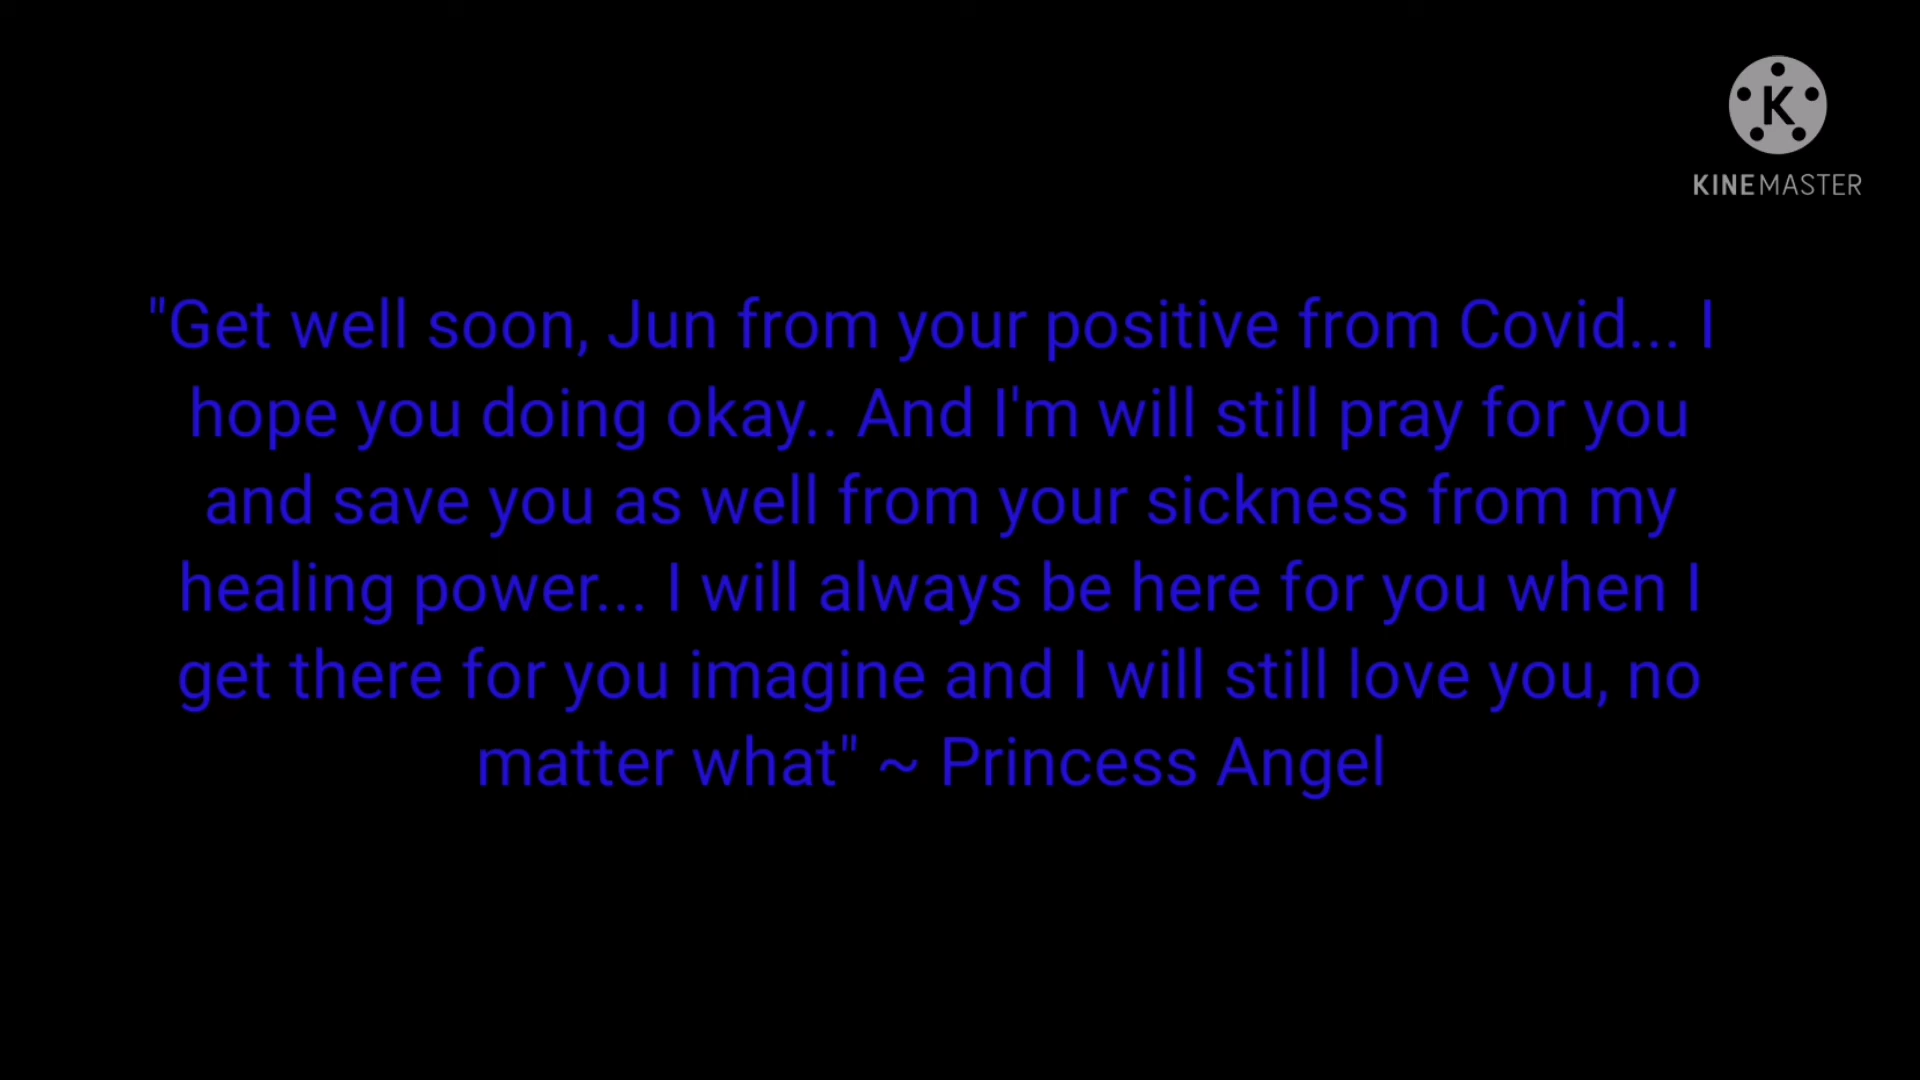 K
KINEMASTER
"Get well soon, Jun from your positive from Covid... I
hope you doing okay.. And I'm will still pray for you
and save you as well from your sickness from my
healing power... I will always be here for you when I
get there for you imagine and I will still love you, no
matter what" ~ Princess Angel